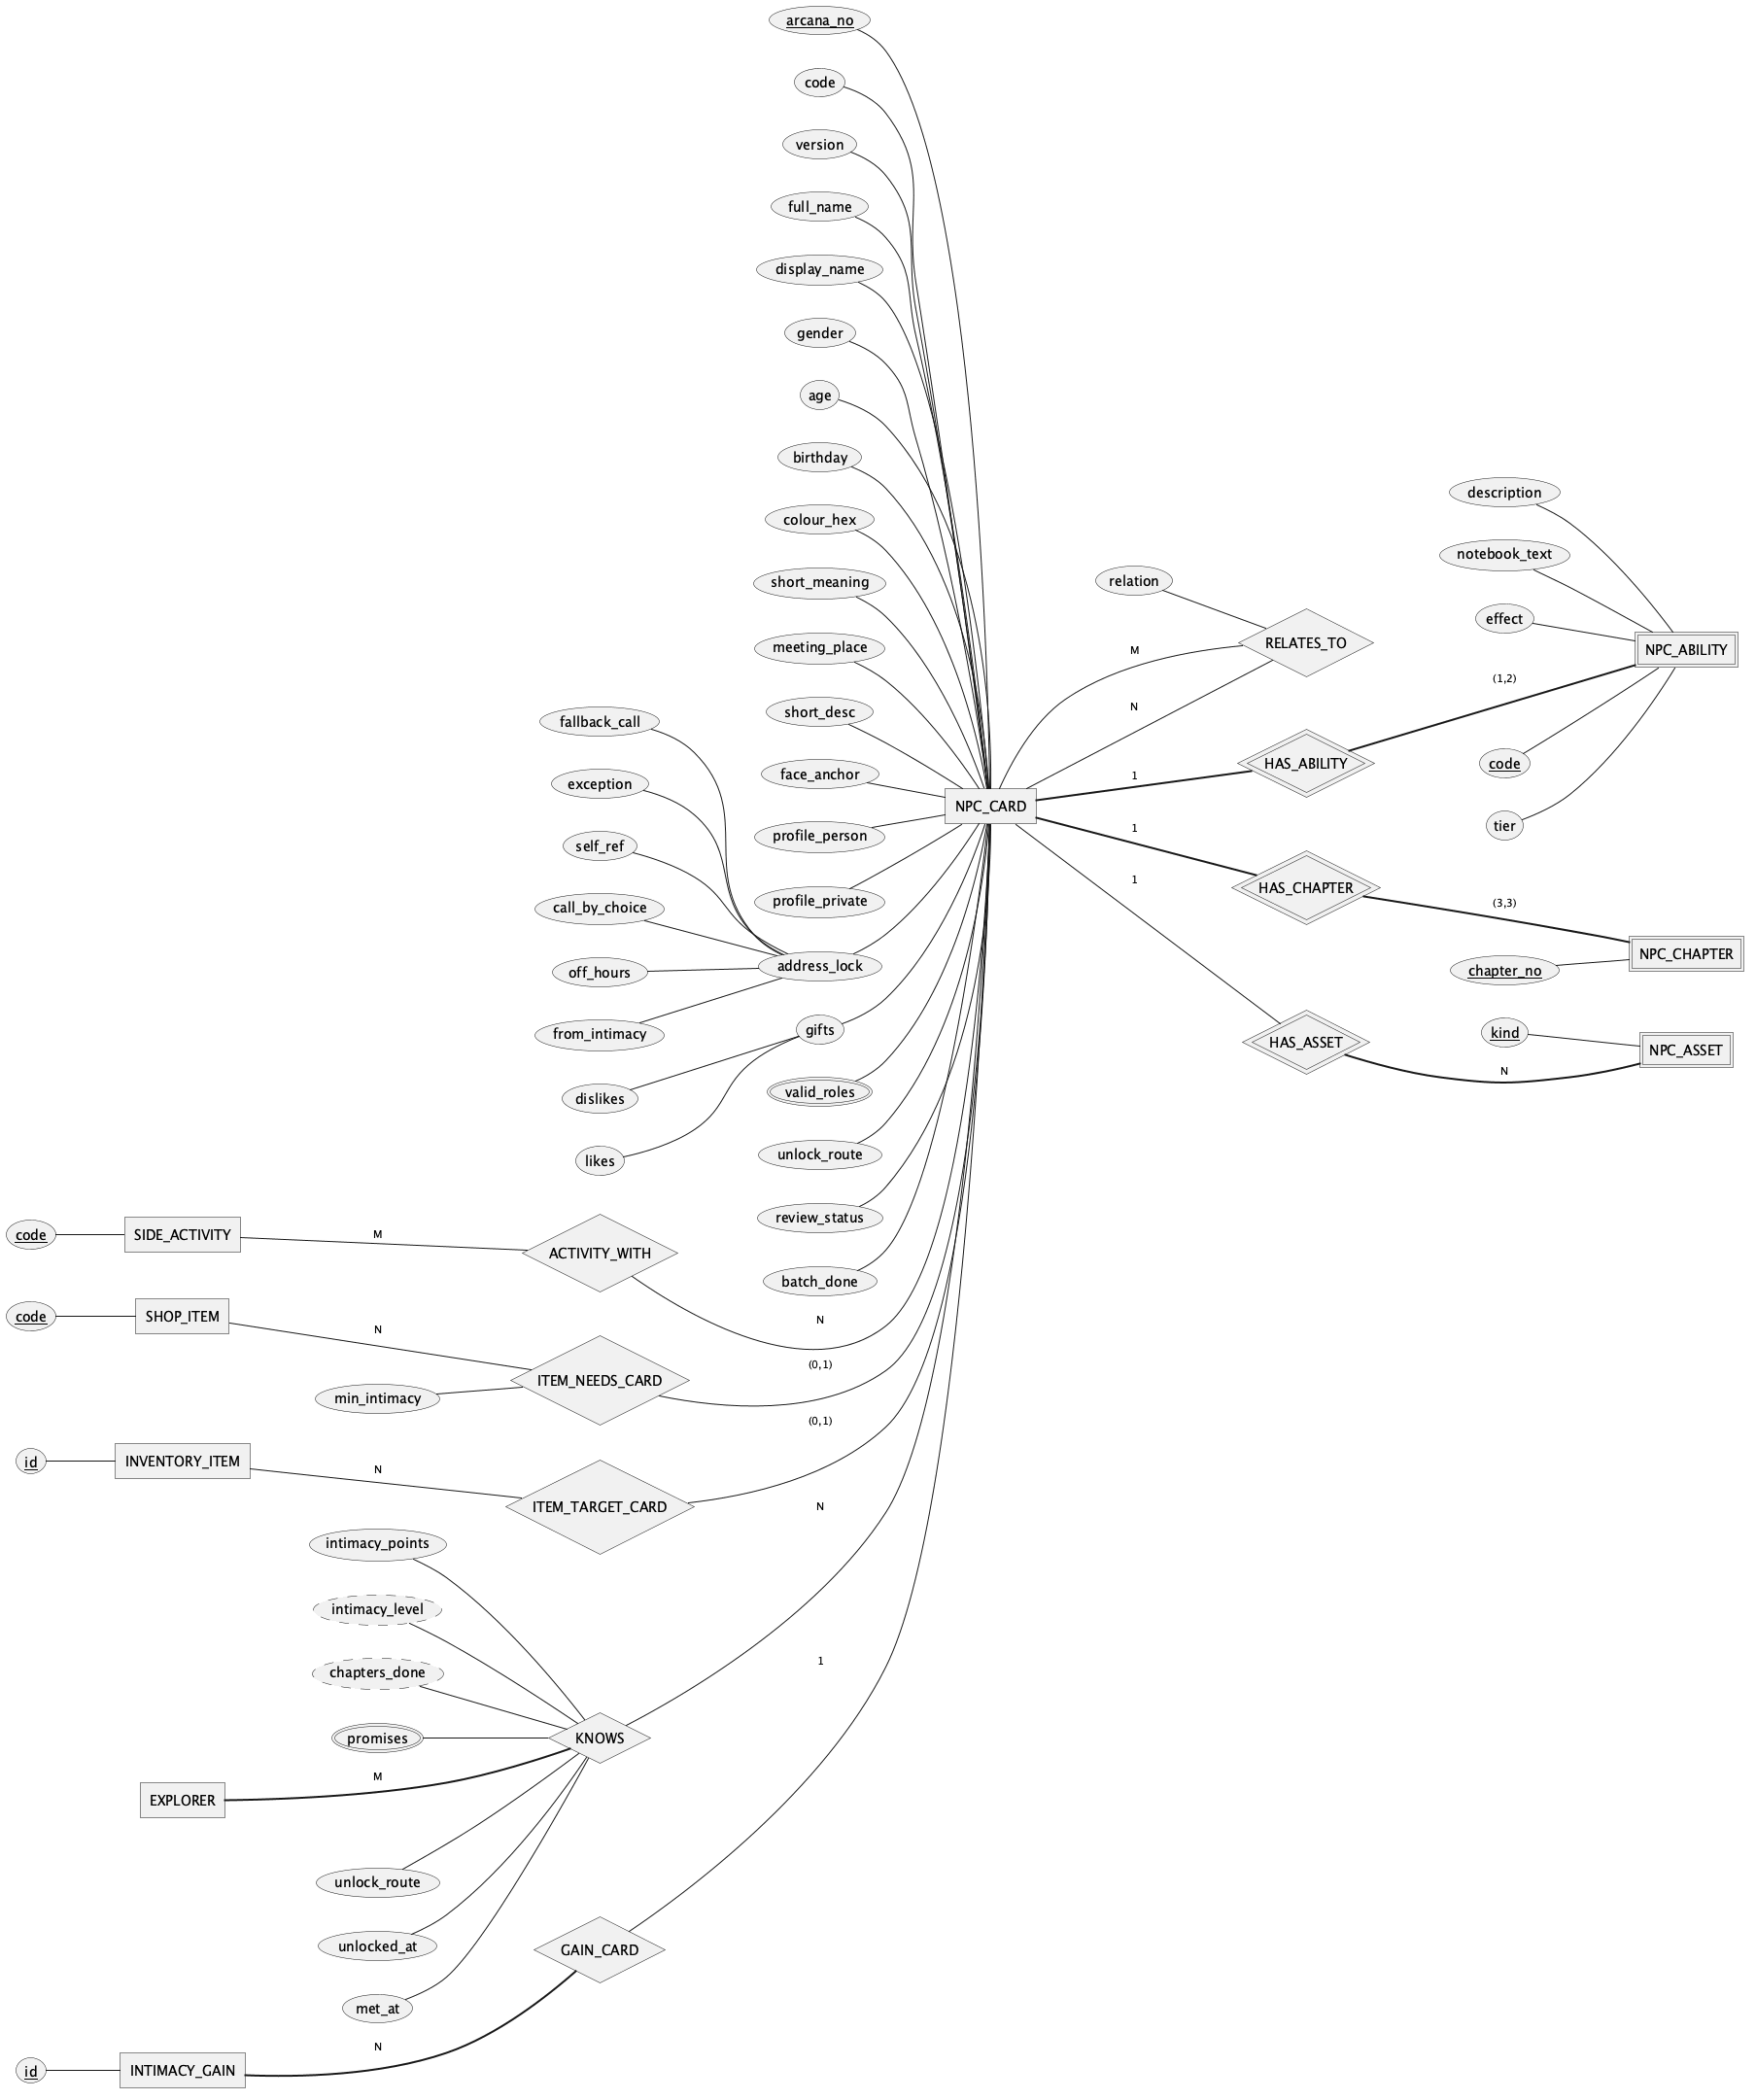 arcana_no
code
version
full_name
display_name
gender
age
birthday
colour_hex
short_meaning
meeting_place
short_desc
face_anchor
profile_person
profile_private
fallback_call
exception
self_ref
call_by_choice
off_hours
from_intimacy
address_lock
gifts
dislikes
likes
valid_roles
unlock_route
review_status
batch_done
NPC_CARD
relation
M
N
RELATES_TO
1
HAS_ABILITY
(1,2)
description
notebook_text
effect
NPC_ABILITY
code
tier
1
HAS_CHAPTER
(3,3)
NPC_CHAPTER
chapter_no
1
HAS_ASSET
kind
NPC_ASSET
N
code
SIDE_ACTIVITY
M
ACTIVITY_WITH
N
code
SHOP_ITEM
N
ITEM_NEEDS_CARD
(0,1)
min_intimacy
id
INVENTORY_ITEM
N
ITEM_TARGET_CARD
(0,1)
intimacy_points
intimacy_level
chapters_done
promises
KNOWS
N
M
EXPLORER
unlock_route
unlocked_at
met_at
1
GAIN_CARD
N
id
INTIMACY_GAIN